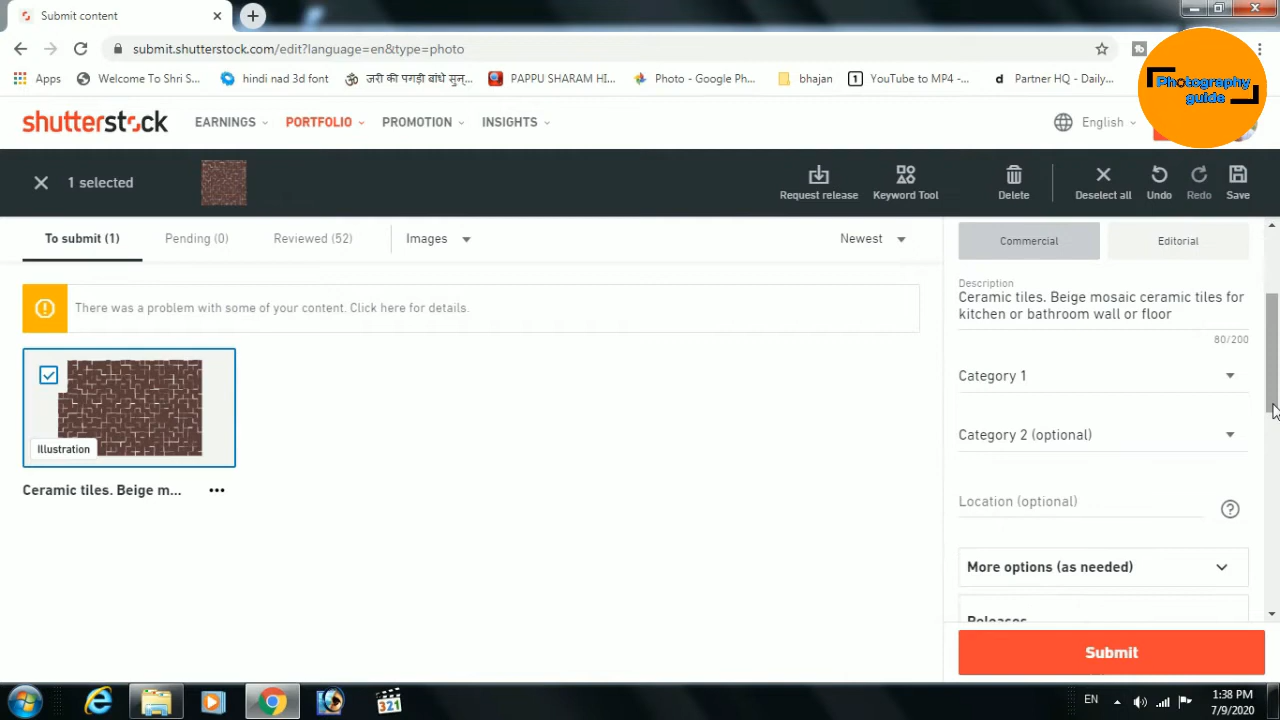 Submit content
submit.shutterstock.com/edit?language=en&type=photo
Apps
Welcome To Shri S...
hindi nad 3d font
जरी की पगड़ी बांधे सुन...
PAPPU SHARAM HI...
Photo - Google Ph...
bhajan
YouTube to MP4 -...
Partner HQ - Daily...
Photography
guide
shutterstock
EARNINGS
PORTFOLIO
PROMOTION
INSIGHTS
English
1 selected
Request release
Keyword Tool
Delete
Deselect all
Undo
Redo
Save
To submit (1)
Pending (0)
Reviewed (52)
Images
Newest
Commercial
Editorial
There was a problem with some of your content. Click here for details.
Description
Ceramic tiles. Beige mosaic ceramic tiles for
kitchen or bathroom wall or floor
80/200
Category 1
Category 2 (optional)
Illustration
Ceramic tiles. Beige m...
Location (optional)
More options (as needed)
Releases
Submit
321
EN
1:38 PM
7/9/2020